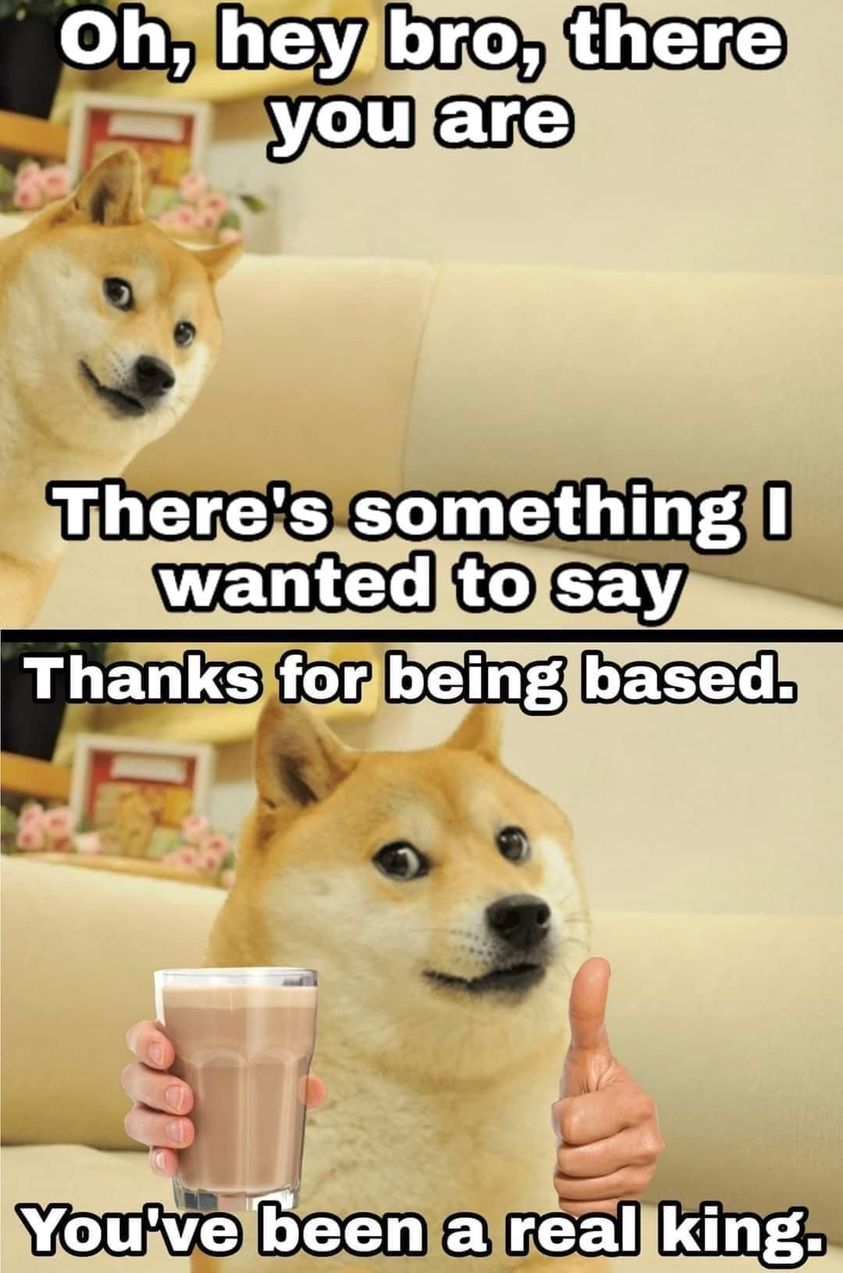 Oh, hey bro, there
you are
There's something I
wanted to say
Thanks for being based.
You've been a real king.